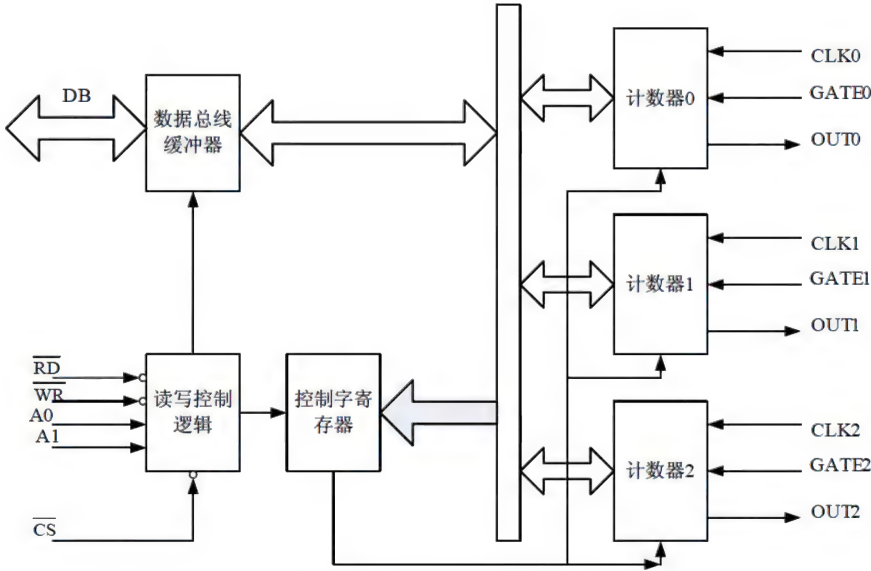 DB
数据总线
缓冲器
计数器0
CLK0
GATE0
OUT0
计数器1
CLK1
GATE1
OUT1
RD
WR
A0
A1
读写控制
逻辑
控制字寄
存器
CS
计数器2
CLK2
GATE2
OUT2